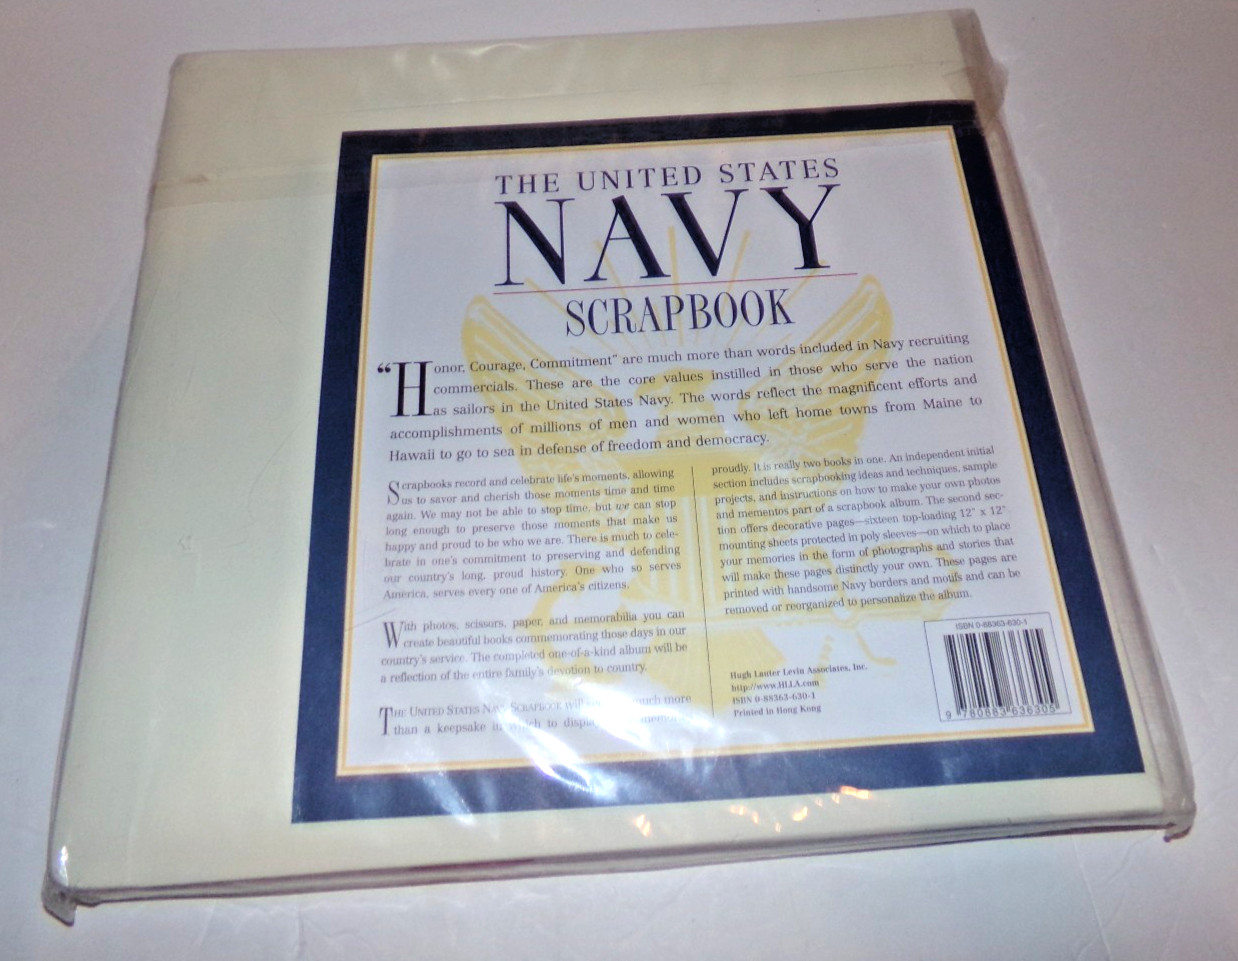 THE UNITED STATES
NAVY
SCRAPBOOK
“Honor, Courage, Commitment” are much more than words included in Navy recruiting
commercials. These are the core values instilled in those who serve the nation
as sailors in the United States Navy. The words reflect the magnificent efforts and
accomplishments of millions of men and women who left home towns from Maine to
Hawaii to go to sea in defense of freedom and democracy.
Scrapbooks record and celebrate life's moments, allowing
us to savor and cherish those moments time and time
again. We may not be able to stop time, but we can stop
long enough to preserve those moments that make us
happy and proud to be who we are. There is much to cele-
brate in one's commitment to preserving and defending
our country's long, proud history. One who so serves
America, serves every one of America's citizens.
With photos, scissors, paper, and memorabilia you can
create beautiful books commemorating those days in our
country's service. The completed one-of-a-kind album will be
a reflection of the entire family's devotion to country.
THE UNITED STATES NAVY SCRAPBOOK will much more
than a keepsake in which to display
proudly. It is really two books in one. An independent initial
section includes scrapbooking ideas and techniques, sample
projects, and instructions on how to make your own photos
and mementos part of a scrapbook album. The second sec-
tion offers decorative pages—sixteen top-loading 12" x 12"
mounting sheets protected in poly sleeves—on which to place
your memories in the form of photographs and stories that
will make these pages distinctly your own. These pages are
printed with handsome Navy borders and motifs and can be
removed or reorganized to personalize the album.
Hugh Lauter Levin Associates, Inc.
http://www.HLLA.com
ISBN 0-88363-630-1
Printed in Hong Kong
ISBN 0-88363-630-1
9 780883 636305